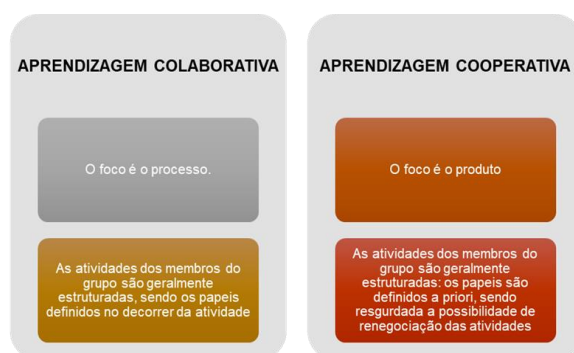 APRENDIZAGEM COLABORATIVA
O foco é o processo.
As atividades dos membros do
grupo são geralmente
estruturadas, sendo os papeis
definidos no decorrer da atividade
APRENDIZAGEM COOPERATIVA
O foco é o produto
As atividades dos membros do
grupo são geralmente
estruturadas: os papeis são
definidos a priori, sendo
resgurdada a possibilidade de
renegociação das atividades